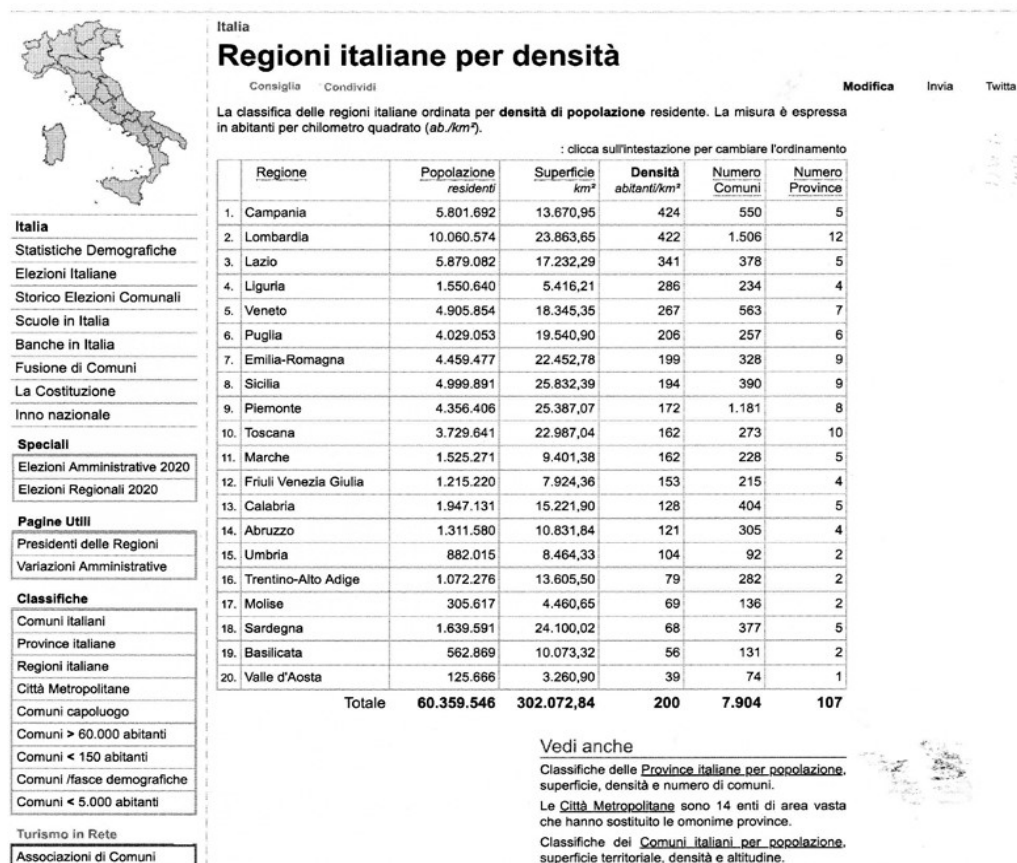 Italia
Regioni italiane per densità
Consiglia Condividi
Modifica Invia Twitta
La classifica delle regioni italiane ordinata per densità di popolazione residente. La misura è espressa
in abitanti per chilometro quadrato (ab./km²).
: clicca sull'intestazione per cambiare l'ordinamento
Regione Popolazione residenti Superficie km² Densità abitanti/km² Numero Comuni Numero Province
1. Campania 5.801.692 13.670,95 424 550 5
2. Lombardia 10.060.574 23.863,65 422 1.506 12
3. Lazio 5.879.082 17.232,29 341 378 5
4. Liguria 1.550.640 5.416,21 286 234 4
5. Veneto 4.905.854 18.345,35 267 563 7
6. Puglia 4.029.053 19.540,90 206 257 6
7. Emilia-Romagna 4.459.477 22.452,78 199 328 9
8. Sicilia 4.999.891 25.832,39 194 390 9
9. Piemonte 4.356.406 25.387,07 172 1.181 8
10. Toscana 3.729.641 22.987,04 162 273 10
11. Marche 1.525.271 9.401,38 162 228 5
12. Friuli Venezia Giulia 1.215.220 7.924,36 153 215 4
13. Calabria 1.947.131 15.221,90 128 404 5
14. Abruzzo 1.311.580 10.831,84 121 305 4
15. Umbria 882.015 8.464,33 104 92 2
16. Trentino-Alto Adige 1.072.276 13.605,50 79 282 2
17. Molise 305.617 4.460,65 69 136 2
18. Sardegna 1.639.591 24.100,02 68 377 5
19. Basilicata 562.869 10.073,32 56 131 2
20. Valle d'Aosta 125.666 3.260,90 39 74 1
Totale 60.359.546 302.072,84 200 7.904 107
Vedi anche
Classifiche delle Province italiane per popolazione,
superficie, densità e numero di comuni.
Le Città Metropolitane sono 14 enti di area vasta
che hanno sostituito le omonime province.
Classifiche dei Comuni italiani per popolazione,
superficie territoriale, densità e altitudine.
Italia
Statistiche Demografiche
Elezioni Italiane
Storico Elezioni Comunali
Scuole in Italia
Banche in Italia
Fusione di Comuni
La Costituzione
Inno nazionale
Speciali
Elezioni Amministrative 2020
Elezioni Regionali 2020
Pagine Utili
Presidenti delle Regioni
Variazioni Amministrative
Classifiche
Comuni italiani
Province italiane
Regioni italiane
Città Metropolitane
Comuni capoluogo
Comuni > 60.000 abitanti
Comuni < 150 abitanti
Comuni /fasce demografiche
Comuni < 5.000 abitanti
Turismo in Rete
Associazioni di Comuni